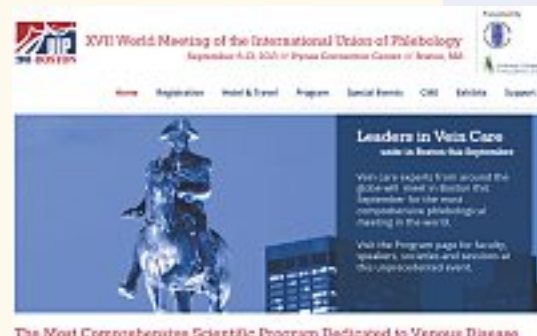 XVII World Meeting of the International Union of Phlebology
September 8-13, 2013 // Hynes Convention Center // Boston, MA
BOSTON
Home Registration Hotel & Travel Program Special Events CME Exhibits Support
Leaders in Vein Care
unite in Boston this September
Vein care experts from around the
globe will meet in Boston this
September for the most
comprehensive phlebological
meeting in the world.
Visit the Program page for faculty,
speakers, societies and sessions at
this unprecedented event.
The Most Comprehensive Scientific Program Dedicated to Venous Disease